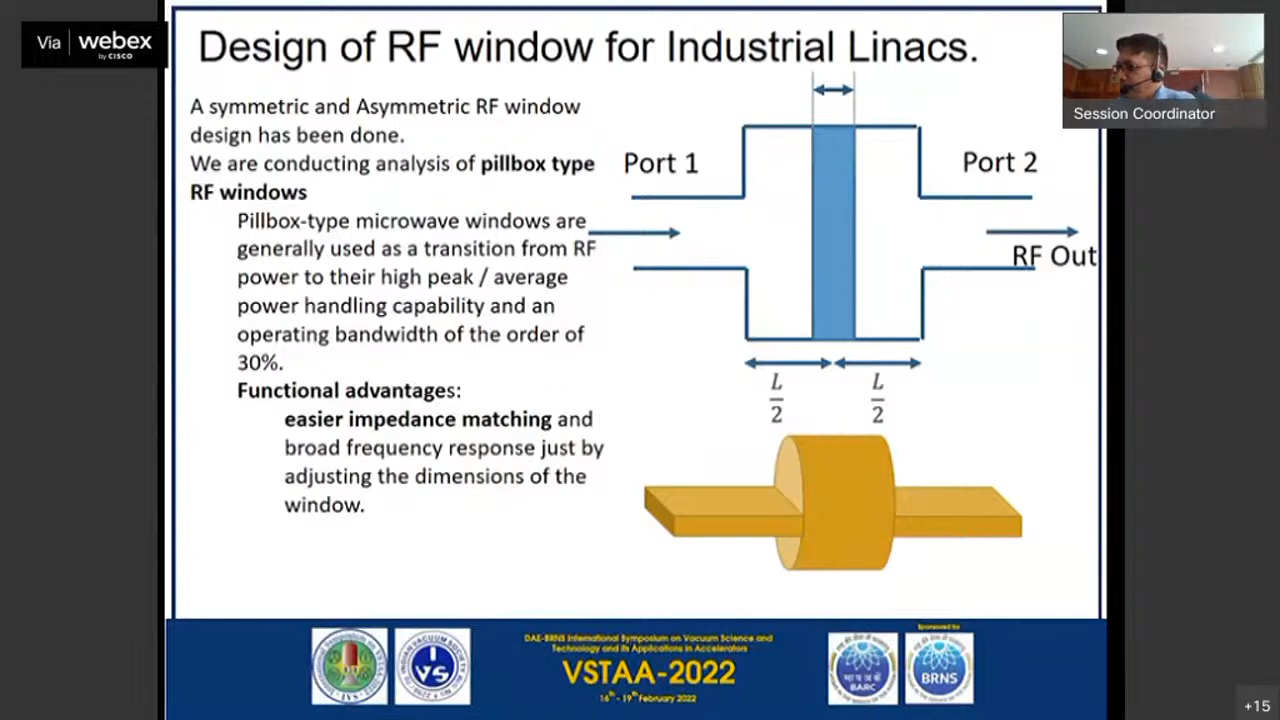 Via webex
by CISCO
Design of RF window for Industrial Linacs.
Session Coordinator
A symmetric and Asymmetric RF window
design has been done.
We are conducting analysis of pillbox type
RF windows
Pillbox-type microwave windows are
generally used as a transition from RF
power to their high peak / average
power handling capability and an
operating bandwidth of the order of
30%.
Functional advantages:
easier impedance matching and
broad frequency response just by
adjusting the dimensions of the
window.
Port 1
Port 2
RF Out
L
2
L
2
DAE-BRNS International Symposium on Vacuum Science and
Technology and its Applications in Accelerators
VSTAA-2022
16th - 19th February 2022
IVS
Sponsored by
BARC
BRNS
+15